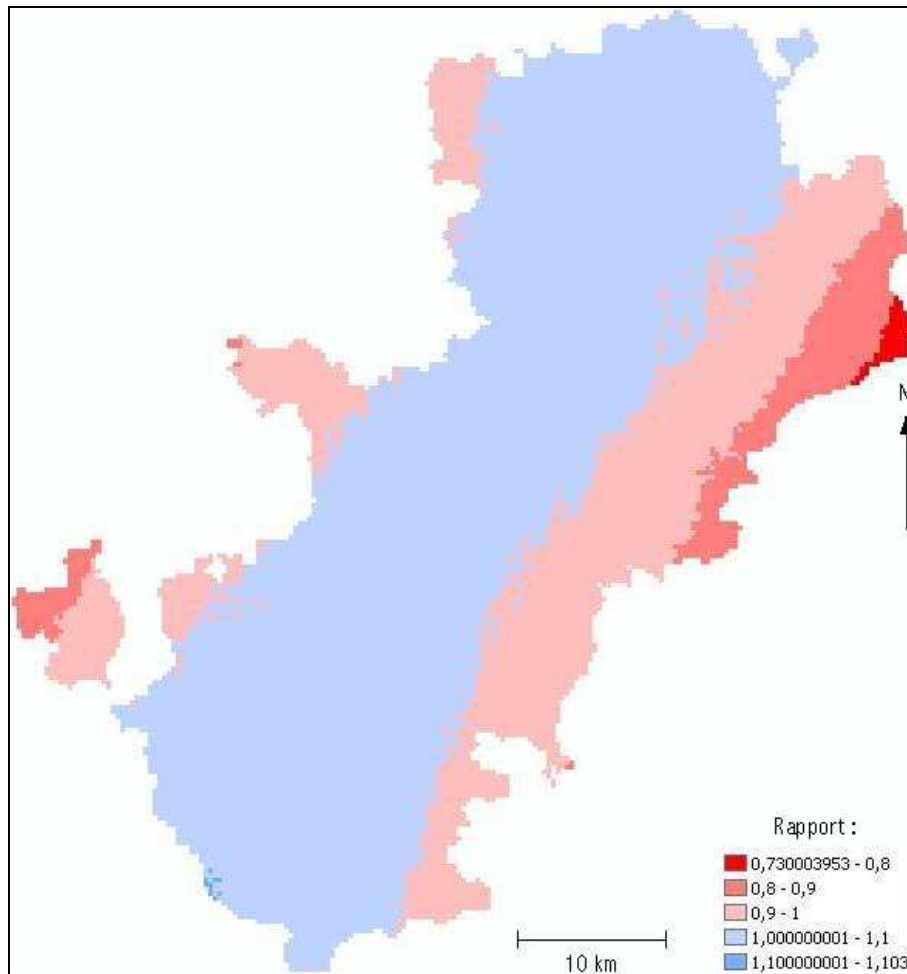 N
Rapport :
0,730003953 - 0,8
0,8 - 0,9
0,9 - 1
1,000000001 - 1,1
1,100000001 - 1,103
10 km